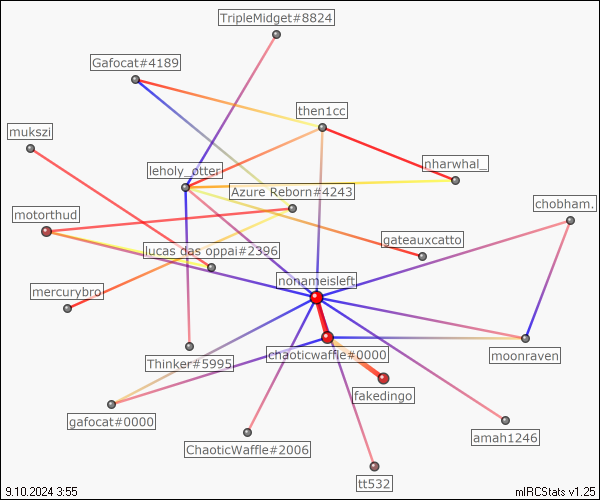 TripleMidget#8824
Gafocat#4189
then1cc
mukszi
leholy_otter
nharwhal_
Azure Reborn#4243
chobham.
motorthud
gateauxcatto
lucas das oppai#2396
nonameisleft
mercurybro
chaoticwaffle#0000
moonraven
Thinker#5995
fakedingo
gafocat#0000
amah1246
ChaoticWaffle#2006
tt532
9.10.2024 3:55
mIRCStats v1.25